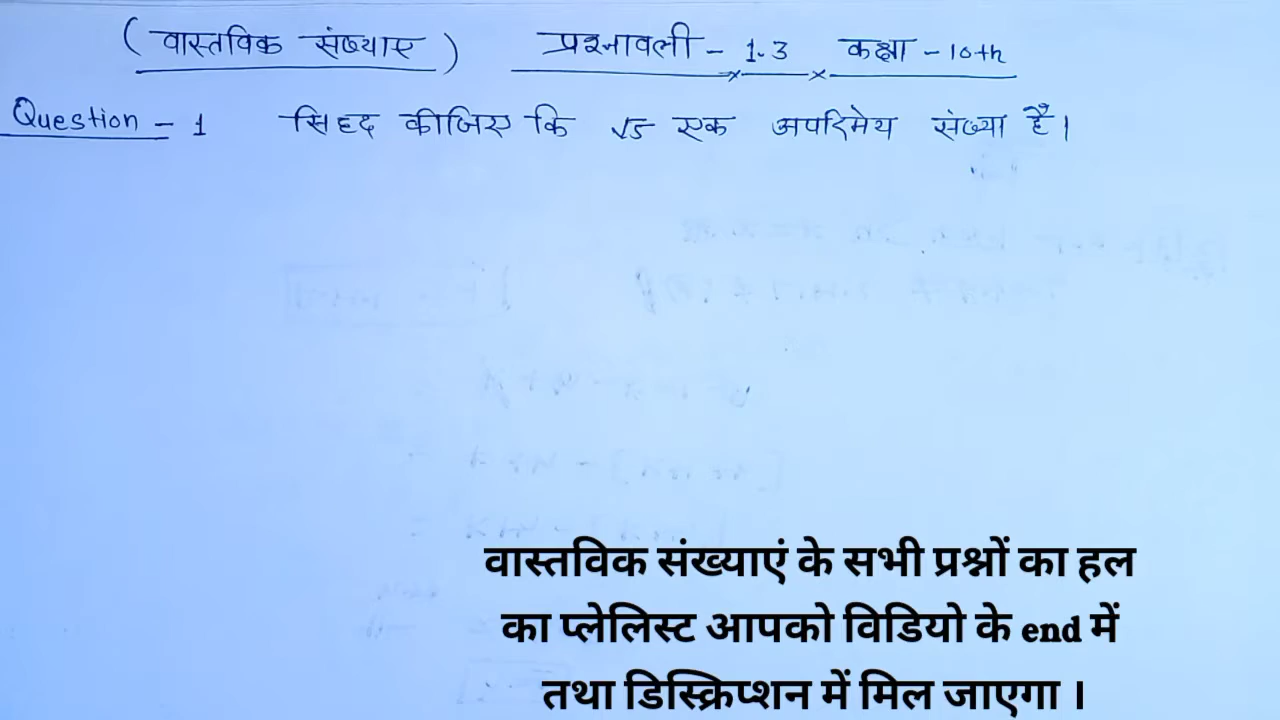 (वास्तविक संख्याए) प्रश्नावली - 1.3 कक्षा - 10th
Question - 1 सिद्द कीजिए कि √5 एक अपरिमेय संख्या है।
वास्तविक संख्याएं के सभी प्रश्नों का हल
का प्लेलिस्ट आपको विडियो के end में
तथा डिस्क्रिप्शन में मिल जाएगा ।